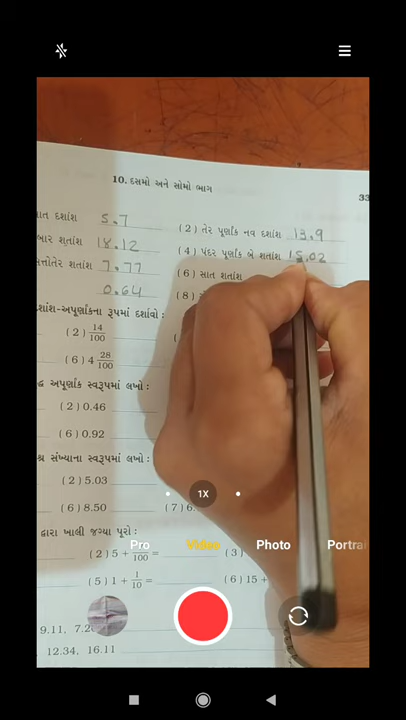 10. દસમો અને સોમો ભાગ
33
સાત દશાંશ 5.7
(2) તેર પૂર્ણાંક નવ દશાંશ 13.9
બાર શતાંશ 18.12
(4) પંદર પૂર્ણાંક બે શતાંશ 15.02
સત્તોતેર શતાંશ 7.77
(6) સાત શતાંશ
0.64
(8)
દશાંશ-અપૂર્ણાંકના રૂપમાં દર્શાવો :
(2) 14/100
(6) 4 28/100
અપૂર્ણાંક સ્વરૂપમાં લખો :
(2) 0.46
(6) 0.92
સંખ્યાના સ્વરૂપમાં લખો :
(2) 5.03
(6) 8.50 (7) 6.
દ્વારા ખાલી જગ્યા પૂરો :
(2) 5 + /100 = (3)
(5) 1 + 1/10 = (6) 15 +
9.11,
12.34, 16.11
1X
Pro Video Photo Portrai